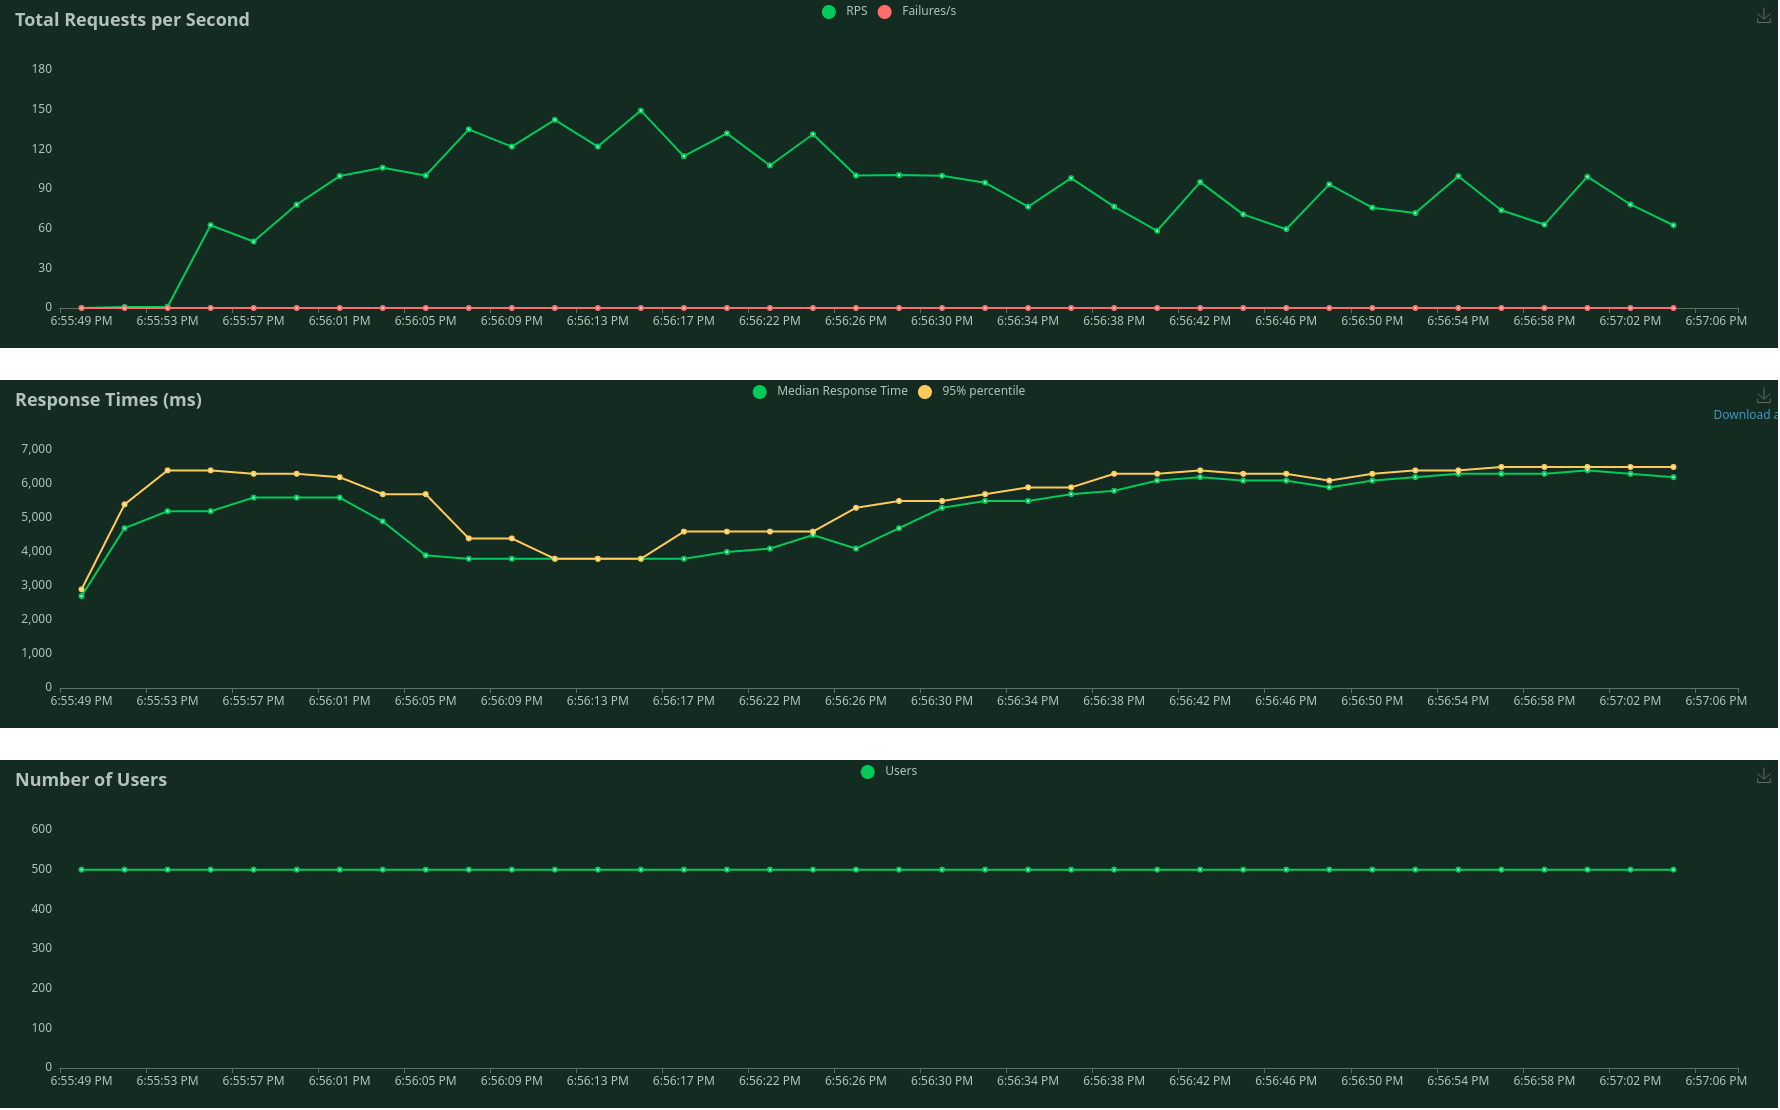 Total Requests per Second
RPS Failures/s
180
150
120
90
60
30
0
6:55:49 PM 6:55:53 PM 6:55:57 PM 6:56:01 PM 6:56:05 PM 6:56:09 PM 6:56:13 PM 6:56:17 PM 6:56:22 PM 6:56:26 PM 6:56:30 PM 6:56:34 PM 6:56:38 PM 6:56:42 PM 6:56:46 PM 6:56:50 PM 6:56:54 PM 6:56:58 PM 6:57:02 PM 6:57:06 PM
Response Times (ms)
Median Response Time 95% percentile
Download a
7,000
6,000
5,000
4,000
3,000
2,000
1,000
0
6:55:49 PM 6:55:53 PM 6:55:57 PM 6:56:01 PM 6:56:05 PM 6:56:09 PM 6:56:13 PM 6:56:17 PM 6:56:22 PM 6:56:26 PM 6:56:30 PM 6:56:34 PM 6:56:38 PM 6:56:42 PM 6:56:46 PM 6:56:50 PM 6:56:54 PM 6:56:58 PM 6:57:02 PM 6:57:06 PM
Number of Users
Users
600
500
400
300
200
100
0
6:55:49 PM 6:55:53 PM 6:55:57 PM 6:56:01 PM 6:56:05 PM 6:56:09 PM 6:56:13 PM 6:56:17 PM 6:56:22 PM 6:56:26 PM 6:56:30 PM 6:56:34 PM 6:56:38 PM 6:56:42 PM 6:56:46 PM 6:56:50 PM 6:56:54 PM 6:56:58 PM 6:57:02 PM 6:57:06 PM